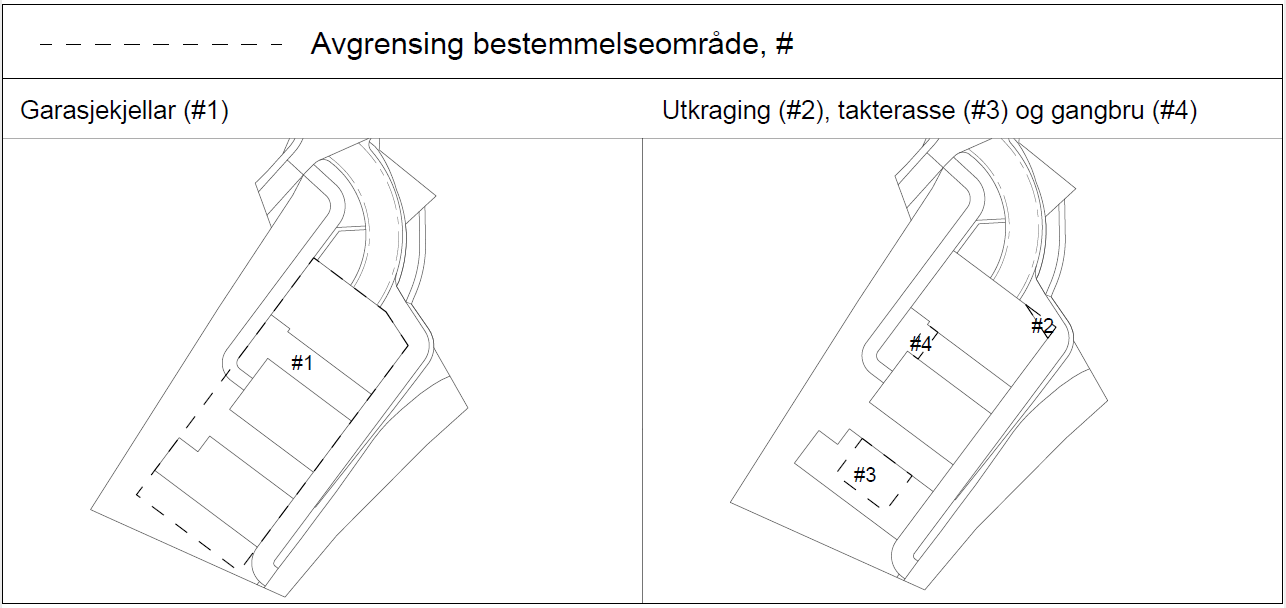 Avgrensing bestemmelseområde, #
Garasjekjellar (#1)
Utkraging (#2), takterasse (#3) og gangbru (#4)
#1
#2
#4
#3